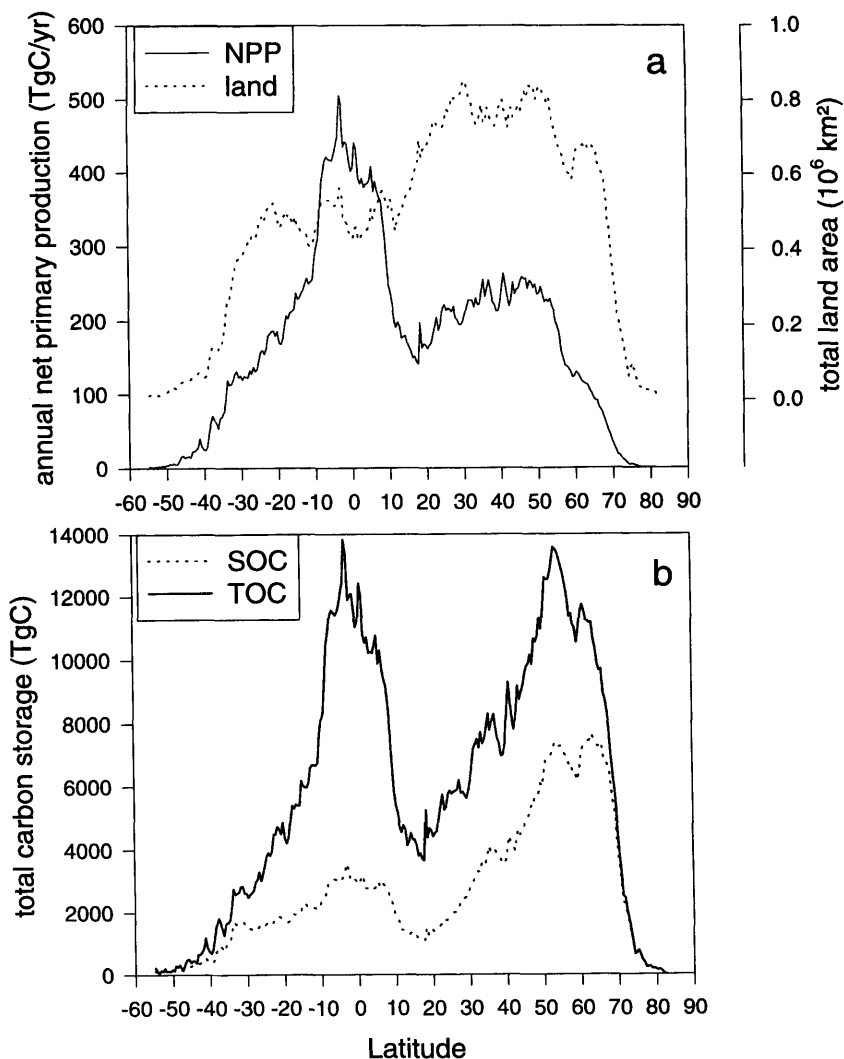 annual net primary production (TgC/yr)
600
500
400
300
200
100
0
NPP
land
a
1.0
0.8
0.6
0.4
0.2
0.0
total land area (10⁶ km²)
-60 -50 -40 -30 -20 -10 0 10 20 30 40 50 60 70 80 90
total carbon storage (TgC)
14000
12000
10000
8000
6000
4000
2000
0
SOC
TOC
b
-60 -50 -40 -30 -20 -10 0 10 20 30 40 50 60 70 80 90
Latitude